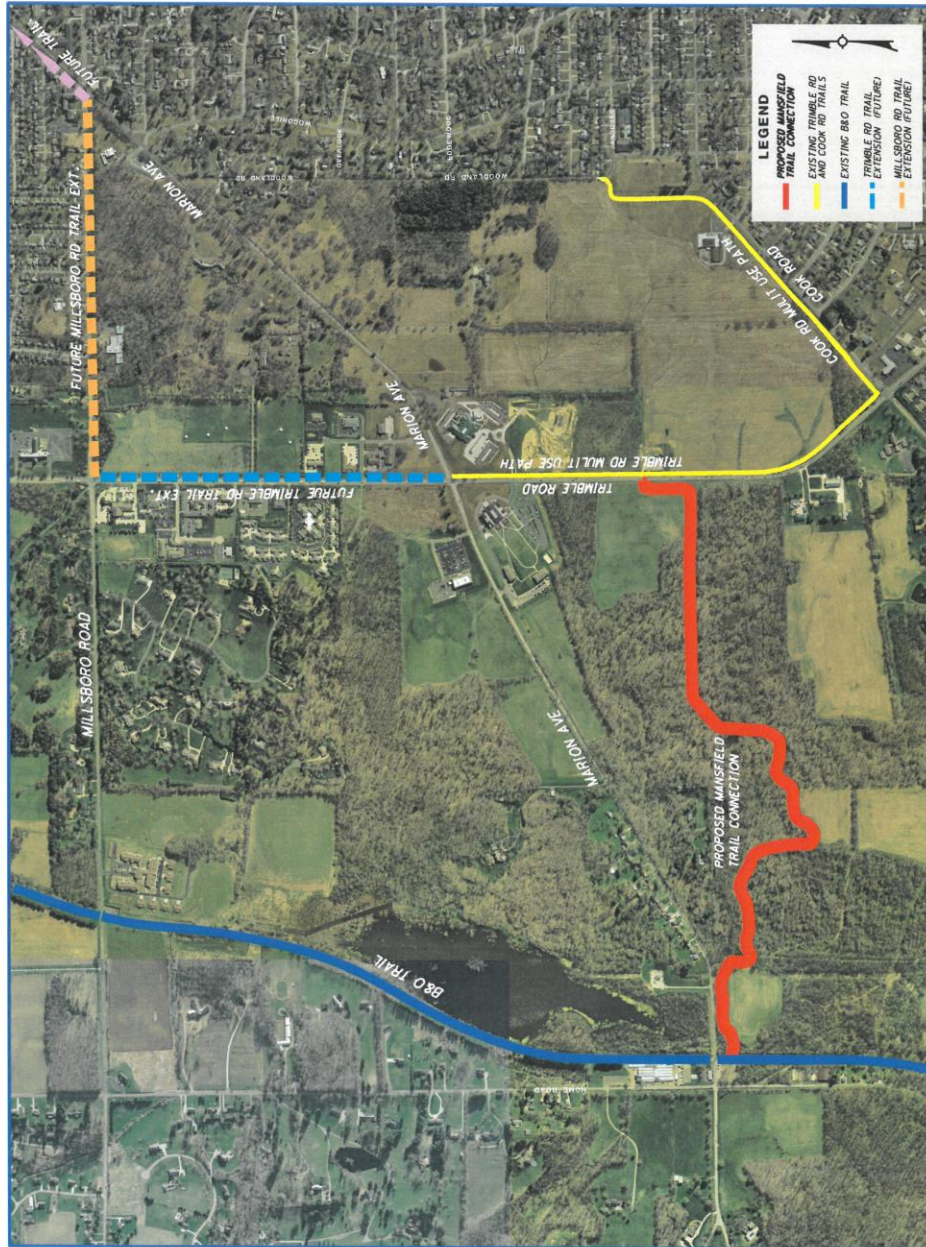 FUTURE TRAILS
FUTURE MILLSBORO RD TRAIL EXT.
MILLSBORO ROAD
WOODHILL
WOODLAND RD
WOODLAND RD
MARION AVE
FUTRUE TRIMBLE RD TRAIL EXT.
MARION AVE
TRIMBLE ROAD
TRIMBLE RD MULIT USE PATH
COOK RD MULIT USE PATH
COOK ROAD
MARION AVE
B&O TRAIL
PROPOSED MANSFIELD
TRAIL CONNECTION
HOME ROAD
LEGEND
PROPOSED MANSFIELD
TRAIL CONNECTION
EXISTING TRIMBLE RD
AND COOK RD TRAILS
EXISTING B&O TRAIL
TRIMBLE RD TRAIL
EXTENSION (FUTURE)
MILLSBORO RD TRAIL
EXTENSION (FUTURE)